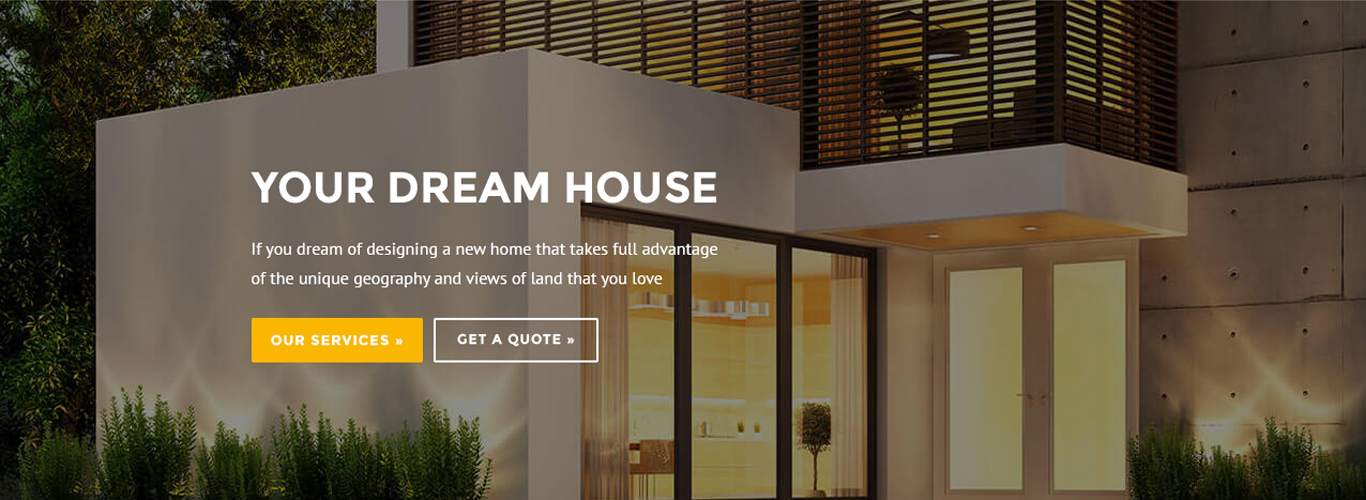 YOUR DREAM HOUSE
If you dream of designing a new home that takes full advantage
of the unique geography and views of land that you love
OUR SERVICES »
GET A QUOTE »